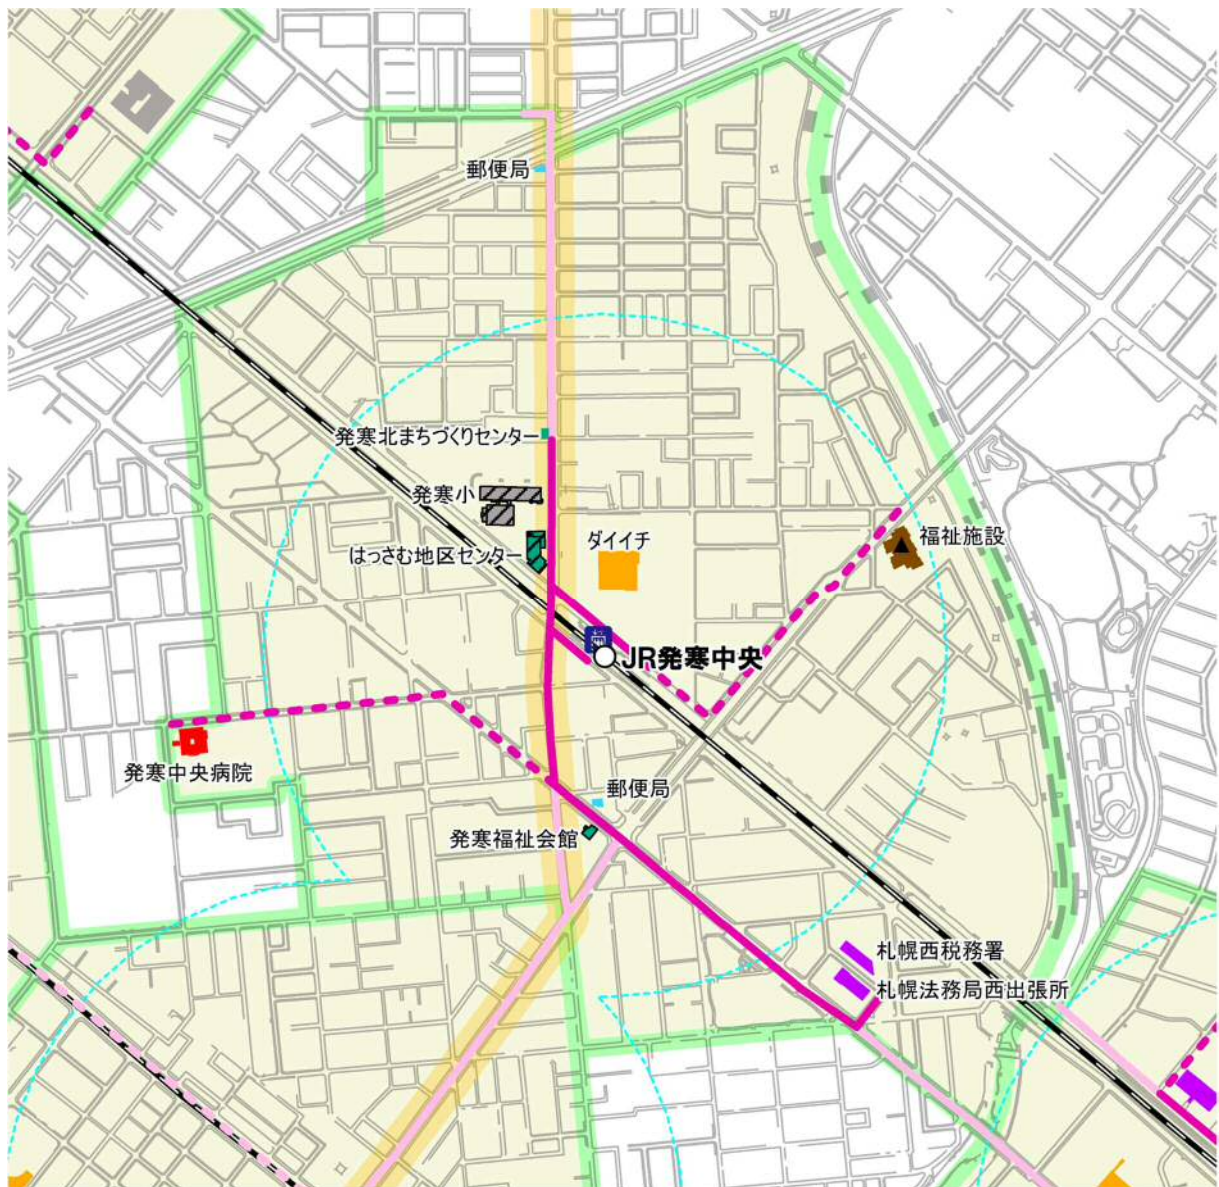 郵便局
発寒北まちづくりセンター
発寒小
はっさむ地区センター
ダイイチ
福祉施設
JR発寒中央
発寒中央病院
郵便局
発寒福祉会館
札幌西税務署
札幌法務局西出張所